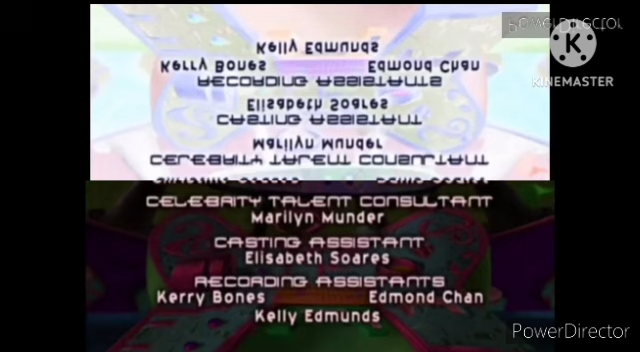 PowerDirector
KINEMASTER
Kelly Edmunds
Kerry Bones Edmond Chan
RECORDING ASSISTANTS
Elisabeth Soares
CASTING ASSISTANT
Marilyn Munder
CELEBRITY TALENT CONSULTANT
CELEBRITY TALENT CONSULTANT
Marilyn Munder
CASTING ASSISTANT
Elisabeth Soares
RECORDING ASSISTANTS
Kerry Bones Edmond Chan
Kelly Edmunds
PowerDirector